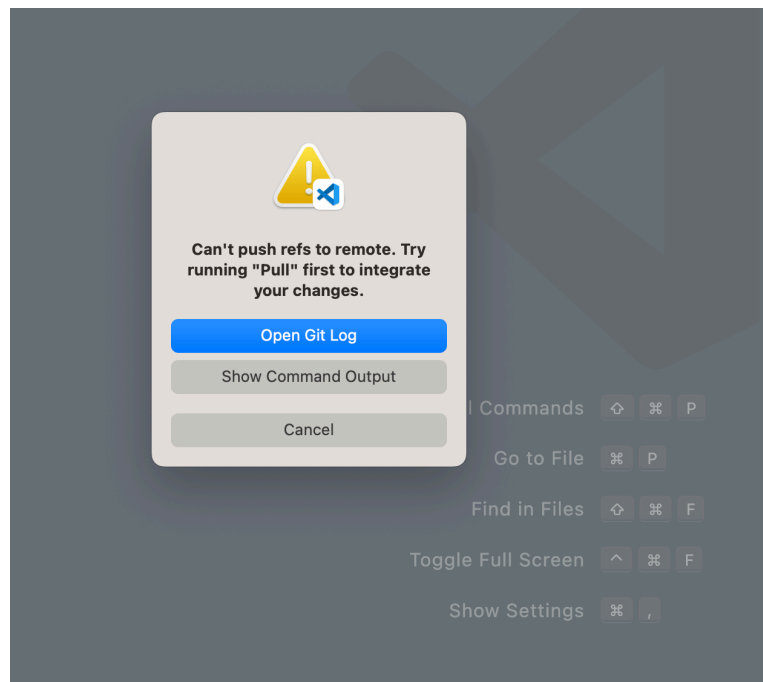 Can't push refs to remote. Try
running "Pull" first to integrate
your changes.
Open Git Log
Show Command Output
Cancel
l Commands ⇧ ⌘ P
Go to File ⌘ P
Find in Files ⇧ ⌘ F
Toggle Full Screen ^ ⌘ F
Show Settings ⌘ ,